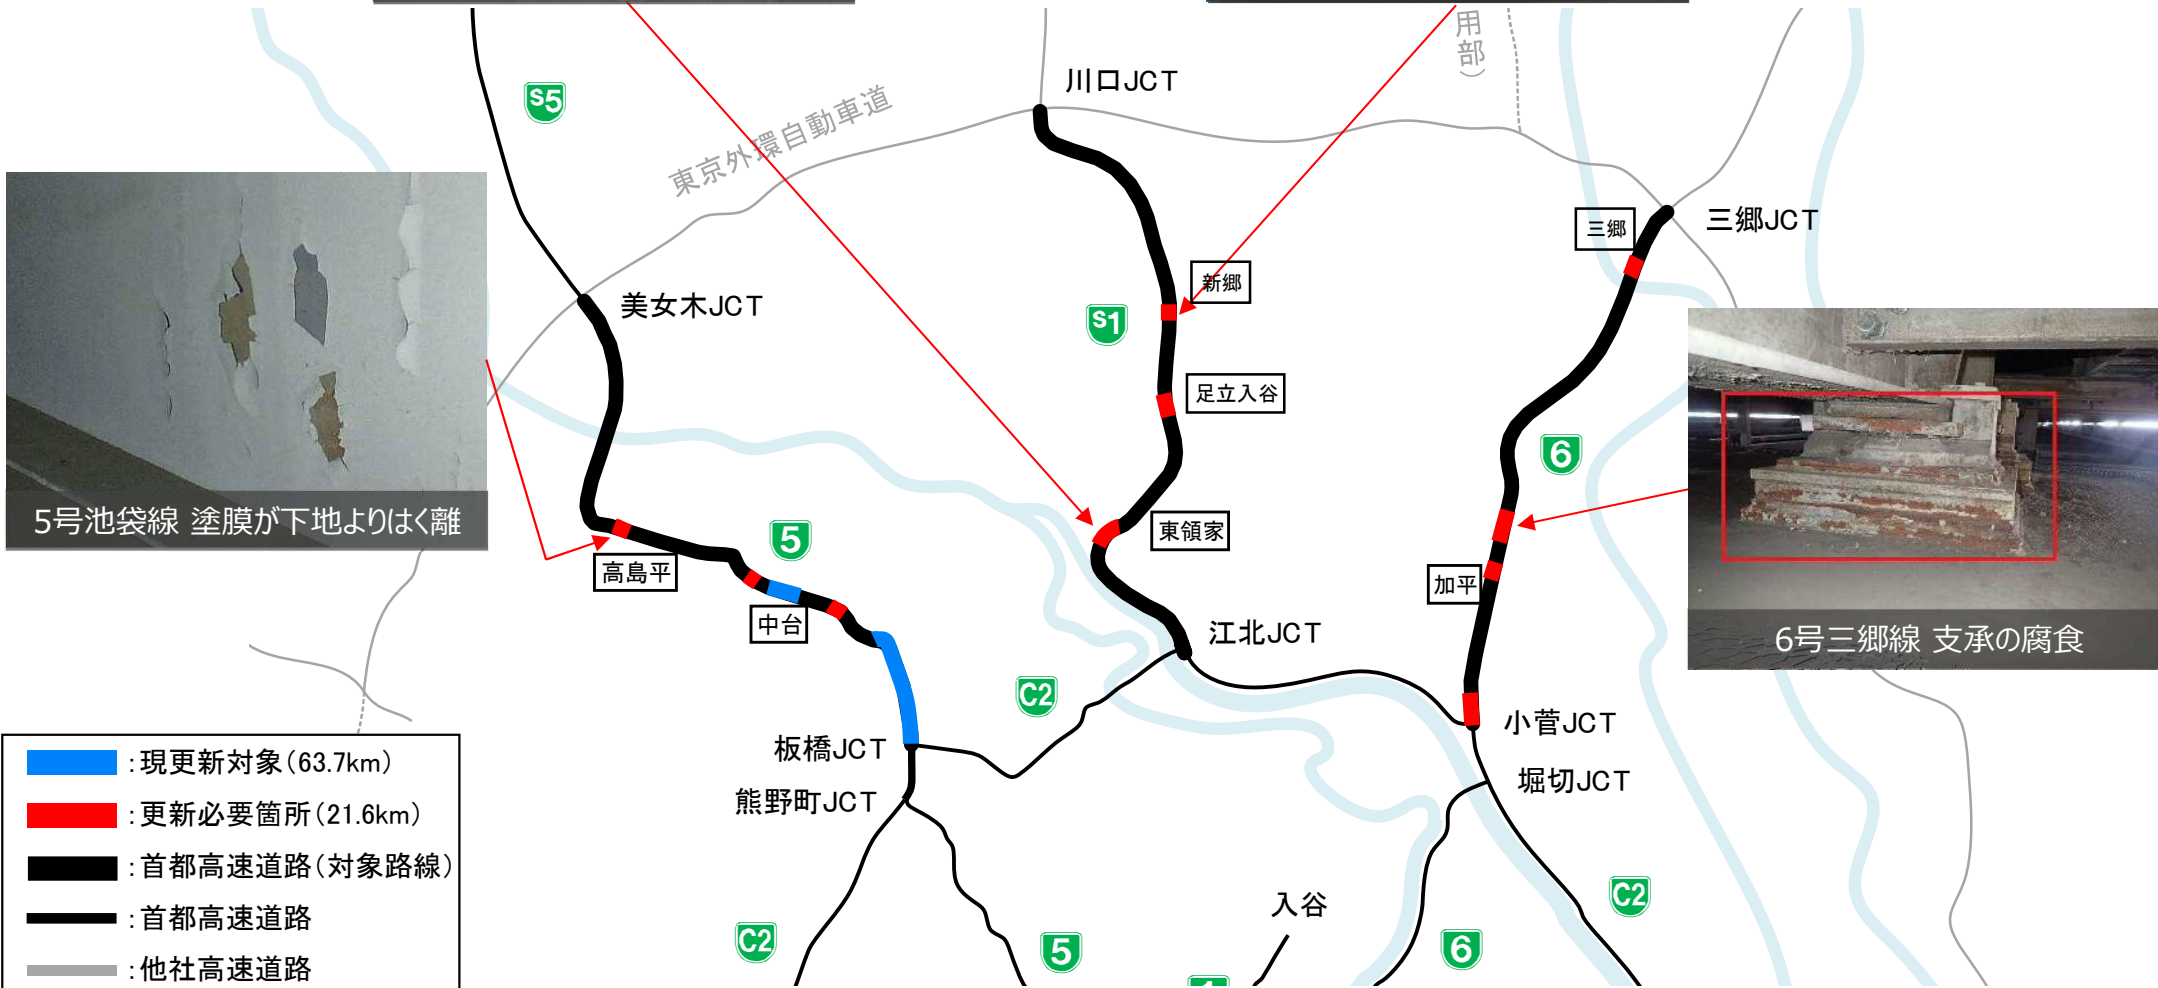 用部）
川口JCT
S5
東京外環自動車道
三郷
三郷JCT
新郷
美女木JCT
S1
足立入谷
6
5号池袋線 塗膜が下地よりはく離
5
東領家
高島平
加平
中台
江北JCT
6号三郷線 支承の腐食
C2
小菅JCT
板橋JCT
堀切JCT
熊野町JCT
：現更新対象（63.7km）
：更新必要箇所（21.6km）
：首都高速道路（対象路線）
：首都高速道路
：他社高速道路
入谷
C2
C2
5
6
1